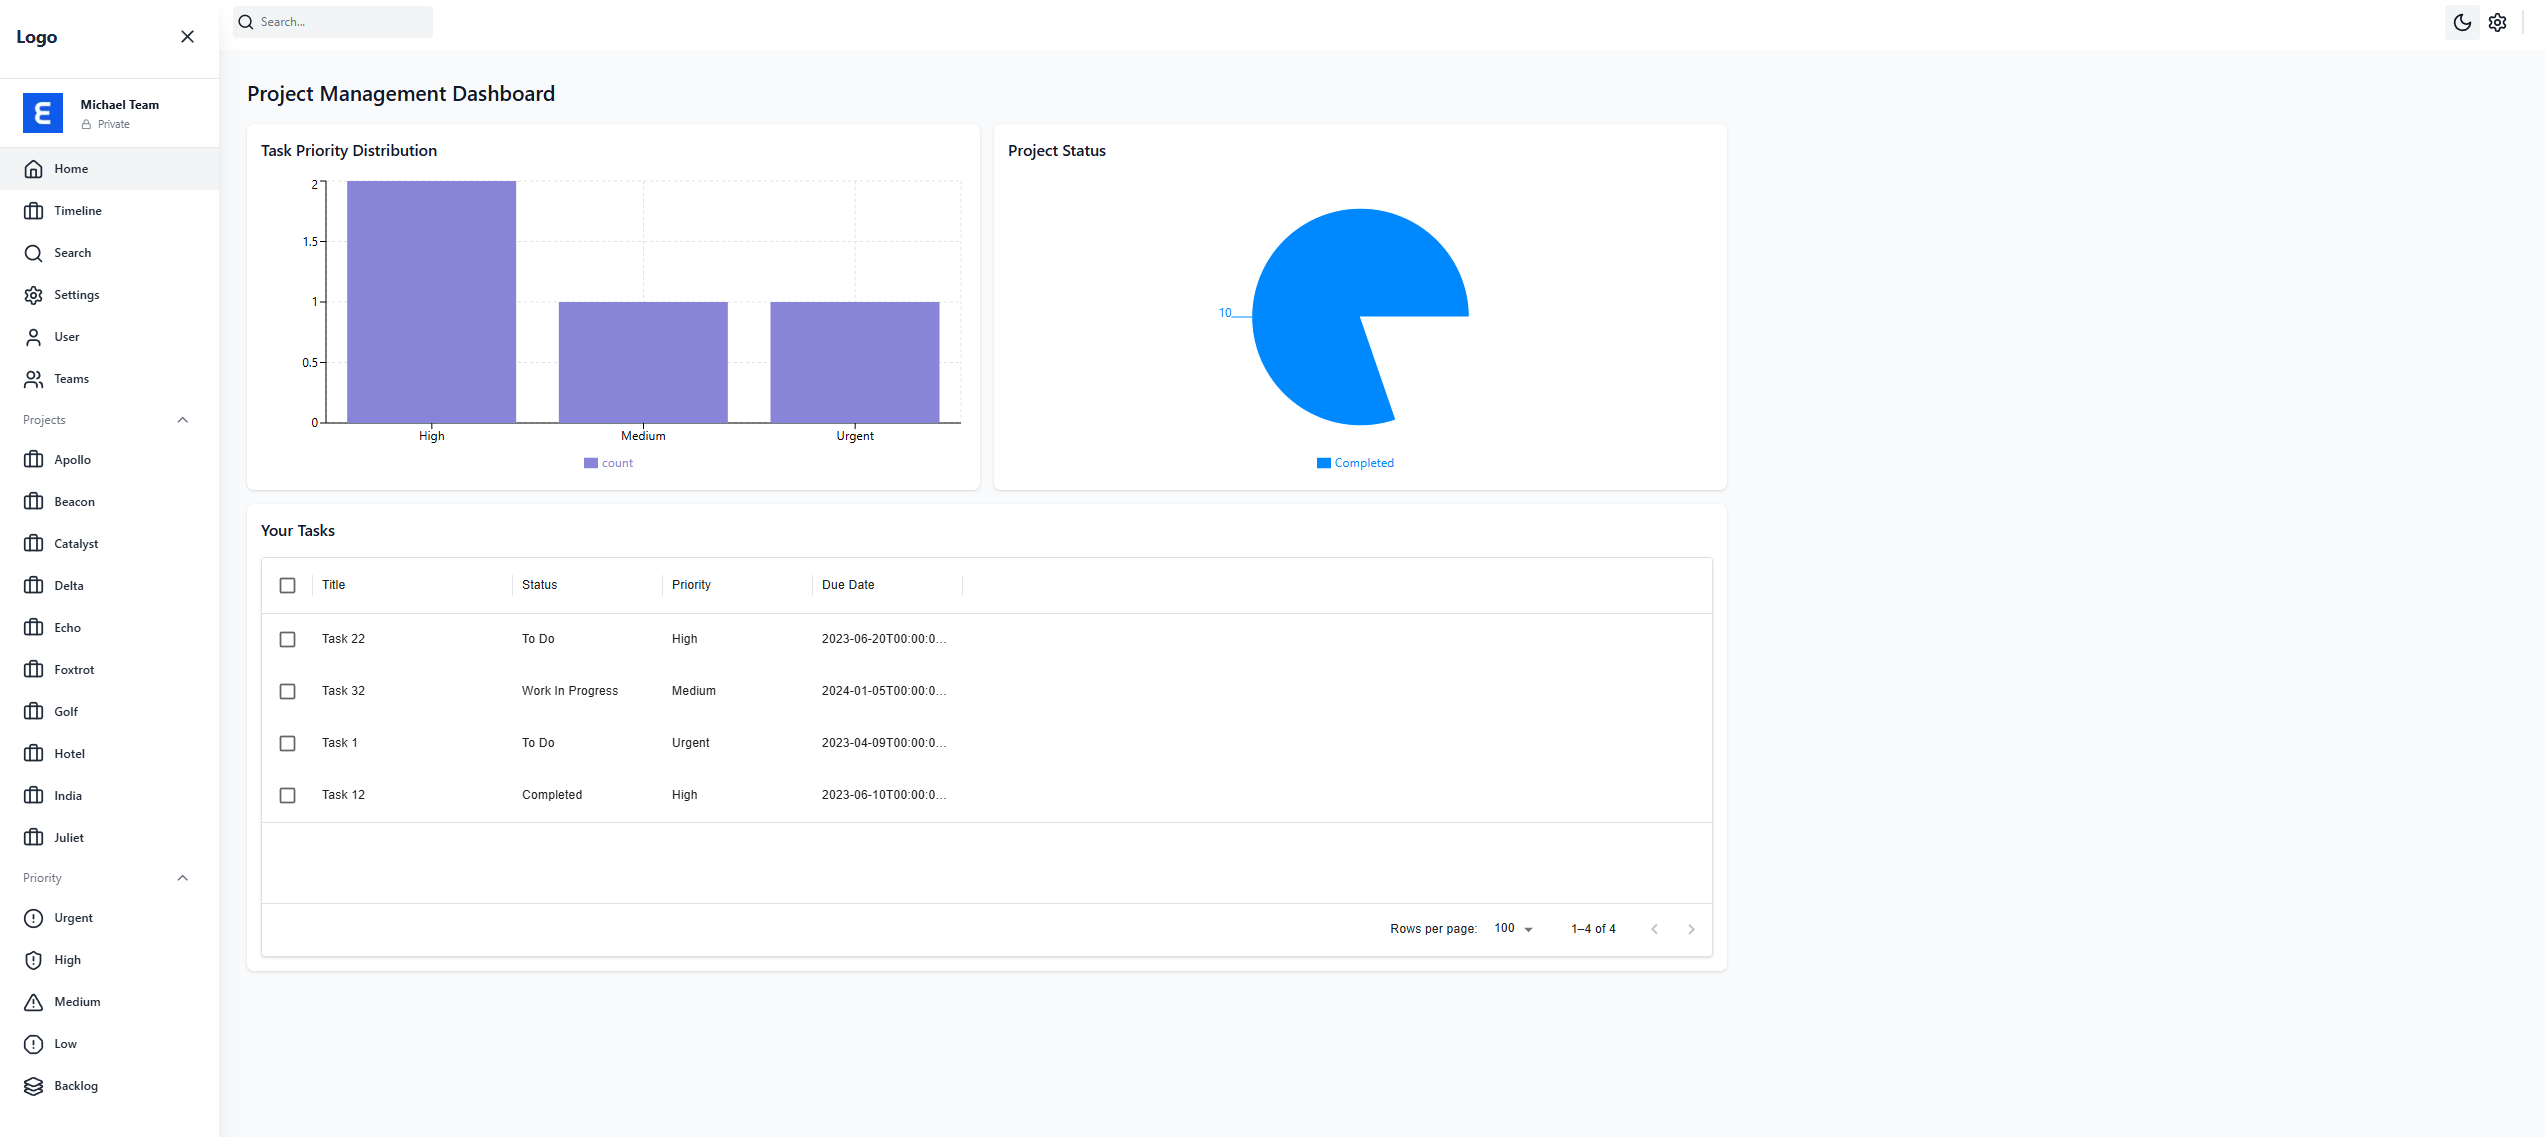 Logo
Search...
Michael Team
Private
Home
Timeline
Search
Settings
User
Teams
Projects
Apollo
Beacon
Catalyst
Delta
Echo
Foxtrot
Golf
Hotel
India
Juliet
Priority
Urgent
High
Medium
Low
Backlog
Project Management Dashboard
Task Priority Distribution
2
1.5
1
0.5
0
High Medium Urgent
count
Project Status
10
Completed
Your Tasks
Title Status Priority Due Date
Task 22 To Do High 2023-06-20T00:00:0...
Task 32 Work In Progress Medium 2024-01-05T00:00:0...
Task 1 To Do Urgent 2023-04-09T00:00:0...
Task 12 Completed High 2023-06-10T00:00:0...
Rows per page: 100 1–4 of 4